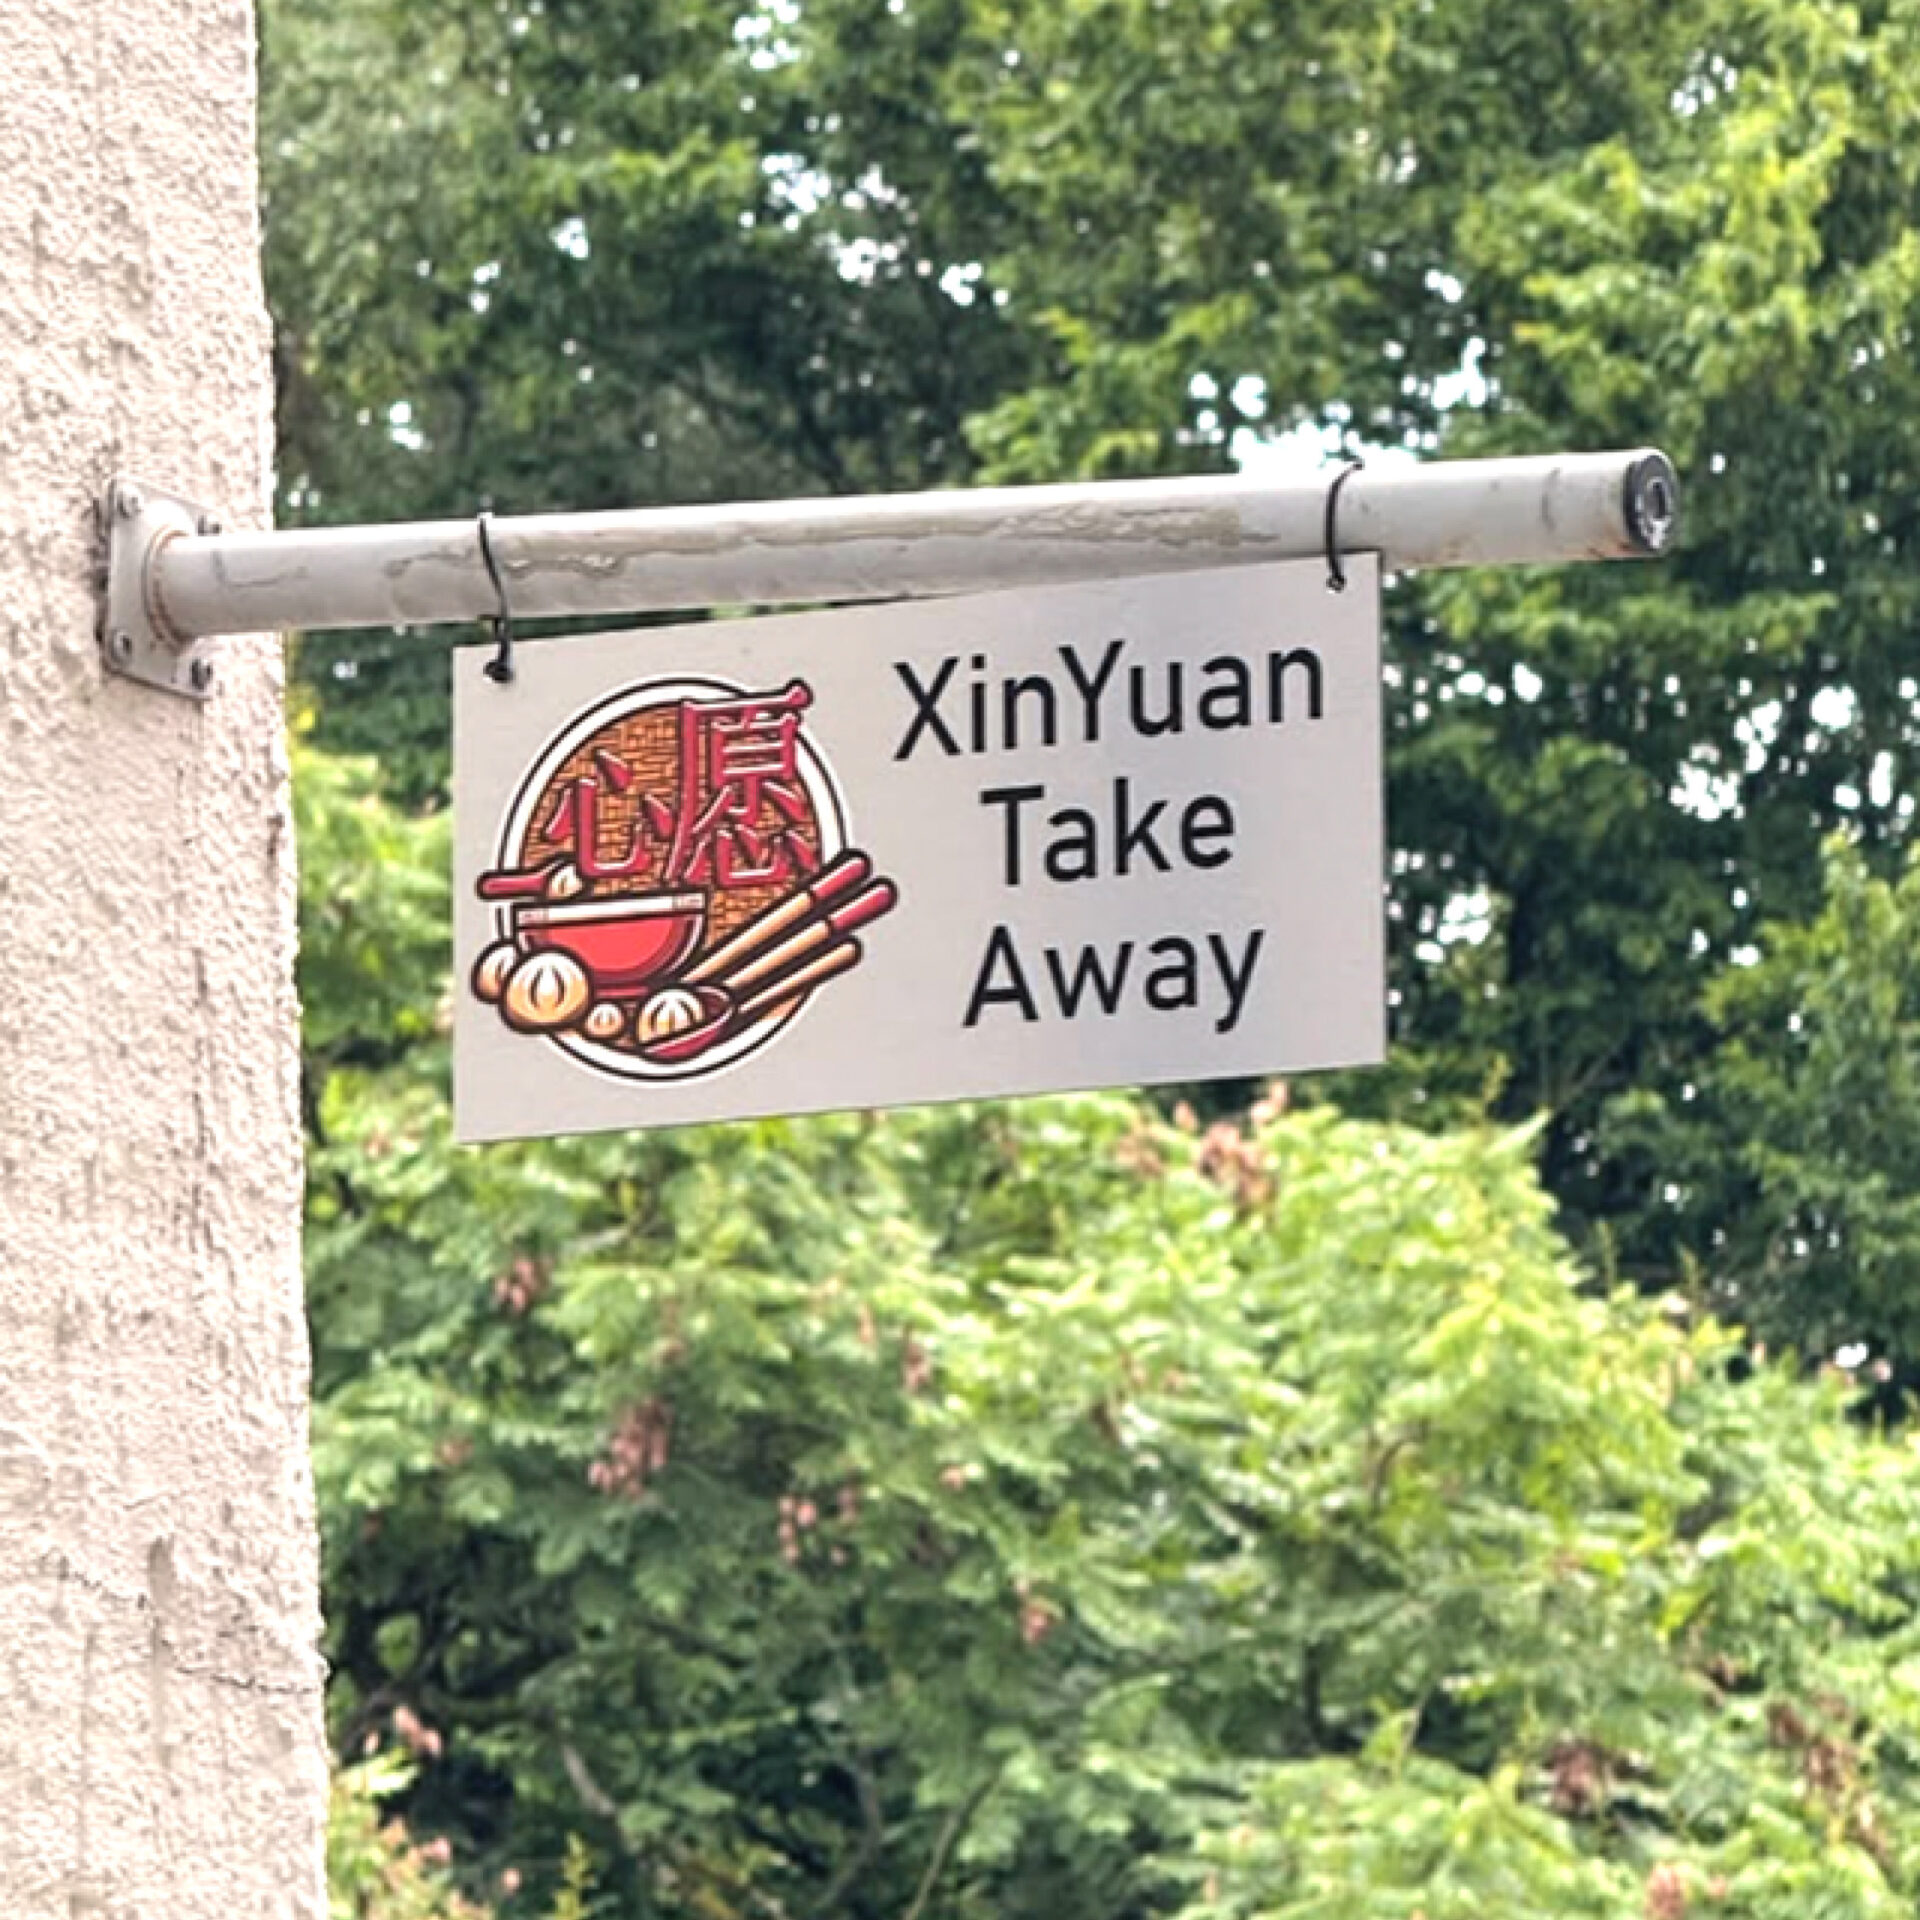 心愿
XinYuan
Take
Away